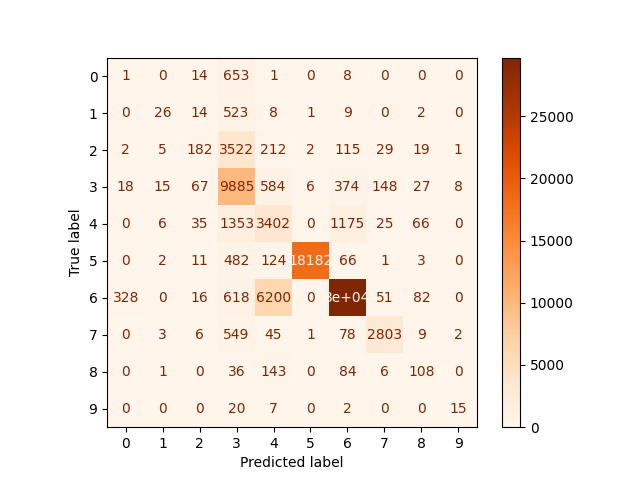 0 1 0 14 653 1 0 8 0 0 0
1 0 26 14 523 8 1 9 0 2 0
2 2 5 182 3522 212 2 115 29 19 1
3 18 15 67 9885 584 6 374 148 27 8
4 0 6 35 1353 3402 0 1175 25 66 0
5 0 2 11 482 124 18182 66 1 3 0
6 328 0 16 618 6200 0 3e+04 51 82 0
7 0 3 6 549 45 1 78 2803 9 2
8 0 1 0 36 143 0 84 6 108 0
9 0 0 0 20 7 0 2 0 0 15
0 1 2 3 4 5 6 7 8 9
Predicted label
True label
25000
20000
15000
10000
5000
0